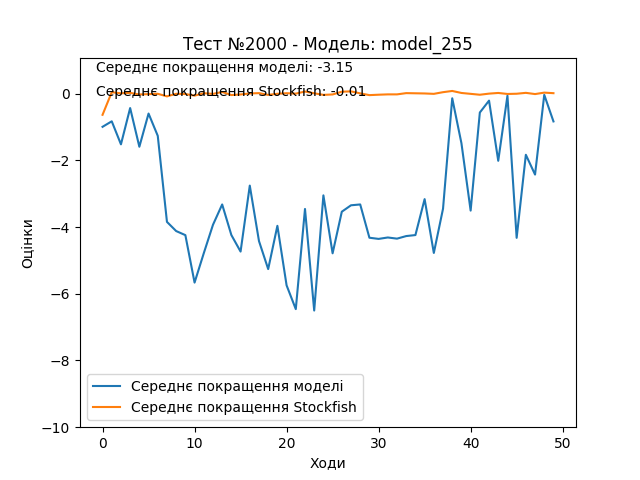 Тест №2000 - Модель: model_255
Середнє покращення моделі: -3.15
Середнє покращення Stockfish: -0.01
0
−2
−4
−6
−8
−10
Оцінки
Середнє покращення моделі
Середнє покращення Stockfish
0 10 20 30 40 50
Ходи